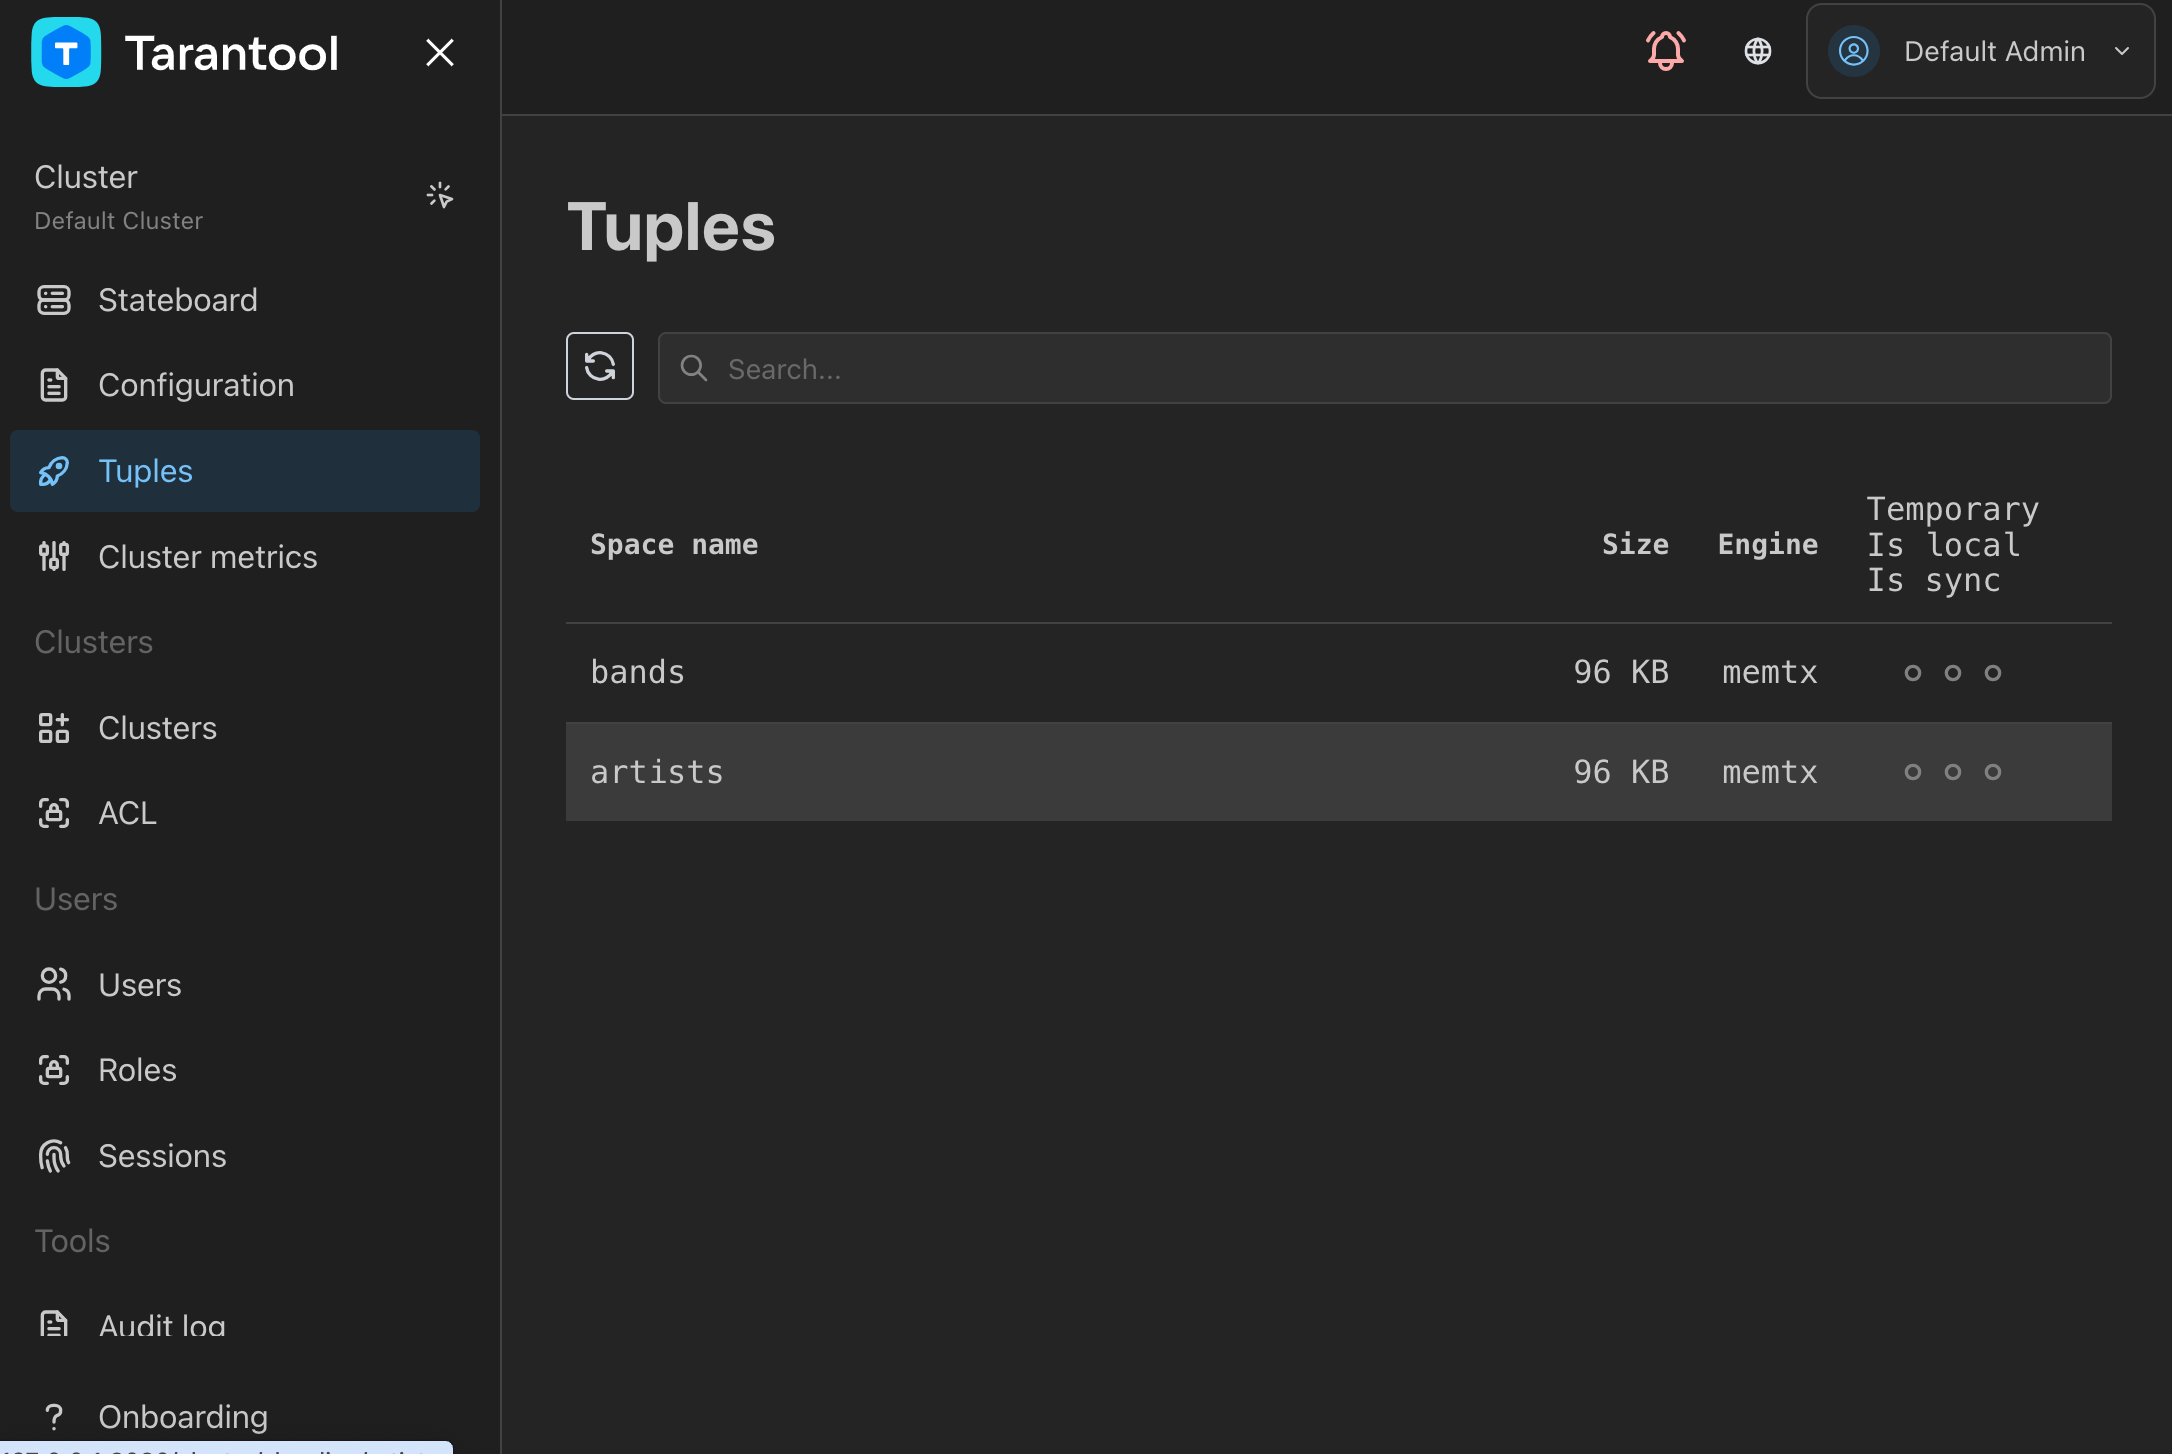 Tarantool
Default Admin
Cluster
Default Cluster
Stateboard
Configuration
Tuples
Cluster metrics
Clusters
Clusters
ACL
Users
Users
Roles
Sessions
Tools
Audit log
? Onboarding
Tuples
Search...
Space name Size Engine Temporary
Is local
Is sync
bands 96 KB memtx
artists 96 KB memtx